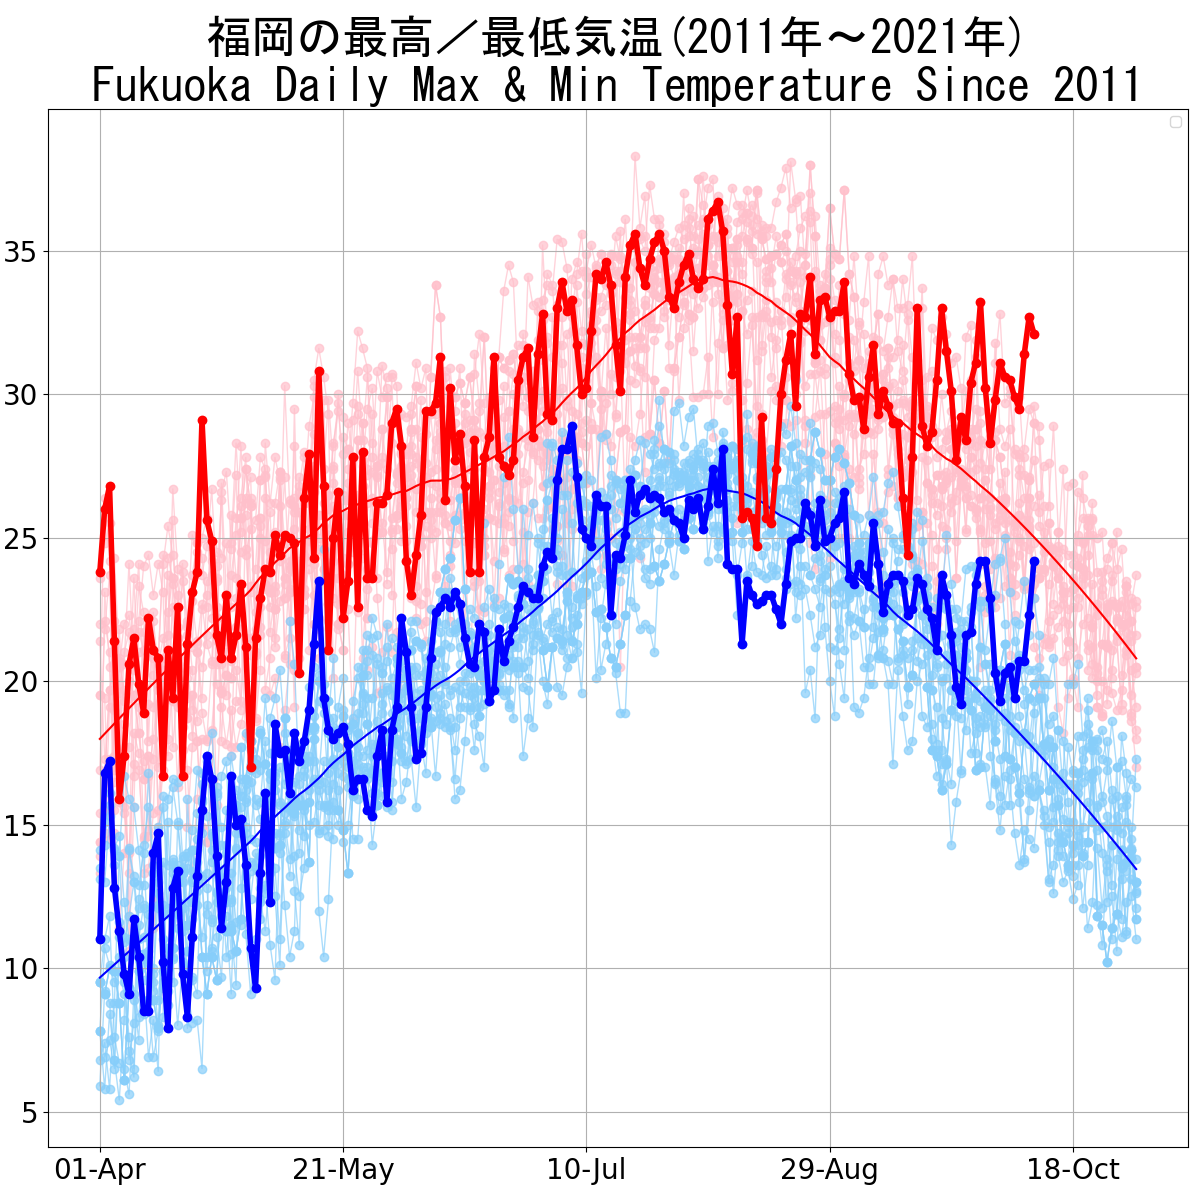 福岡の最高／最低気温(2011年～2021年)
Fukuoka Daily Max & Min Temperature Since 2011
35
30
25
20
15
10
5
01-Apr 21-May 10-Jul 29-Aug 18-Oct